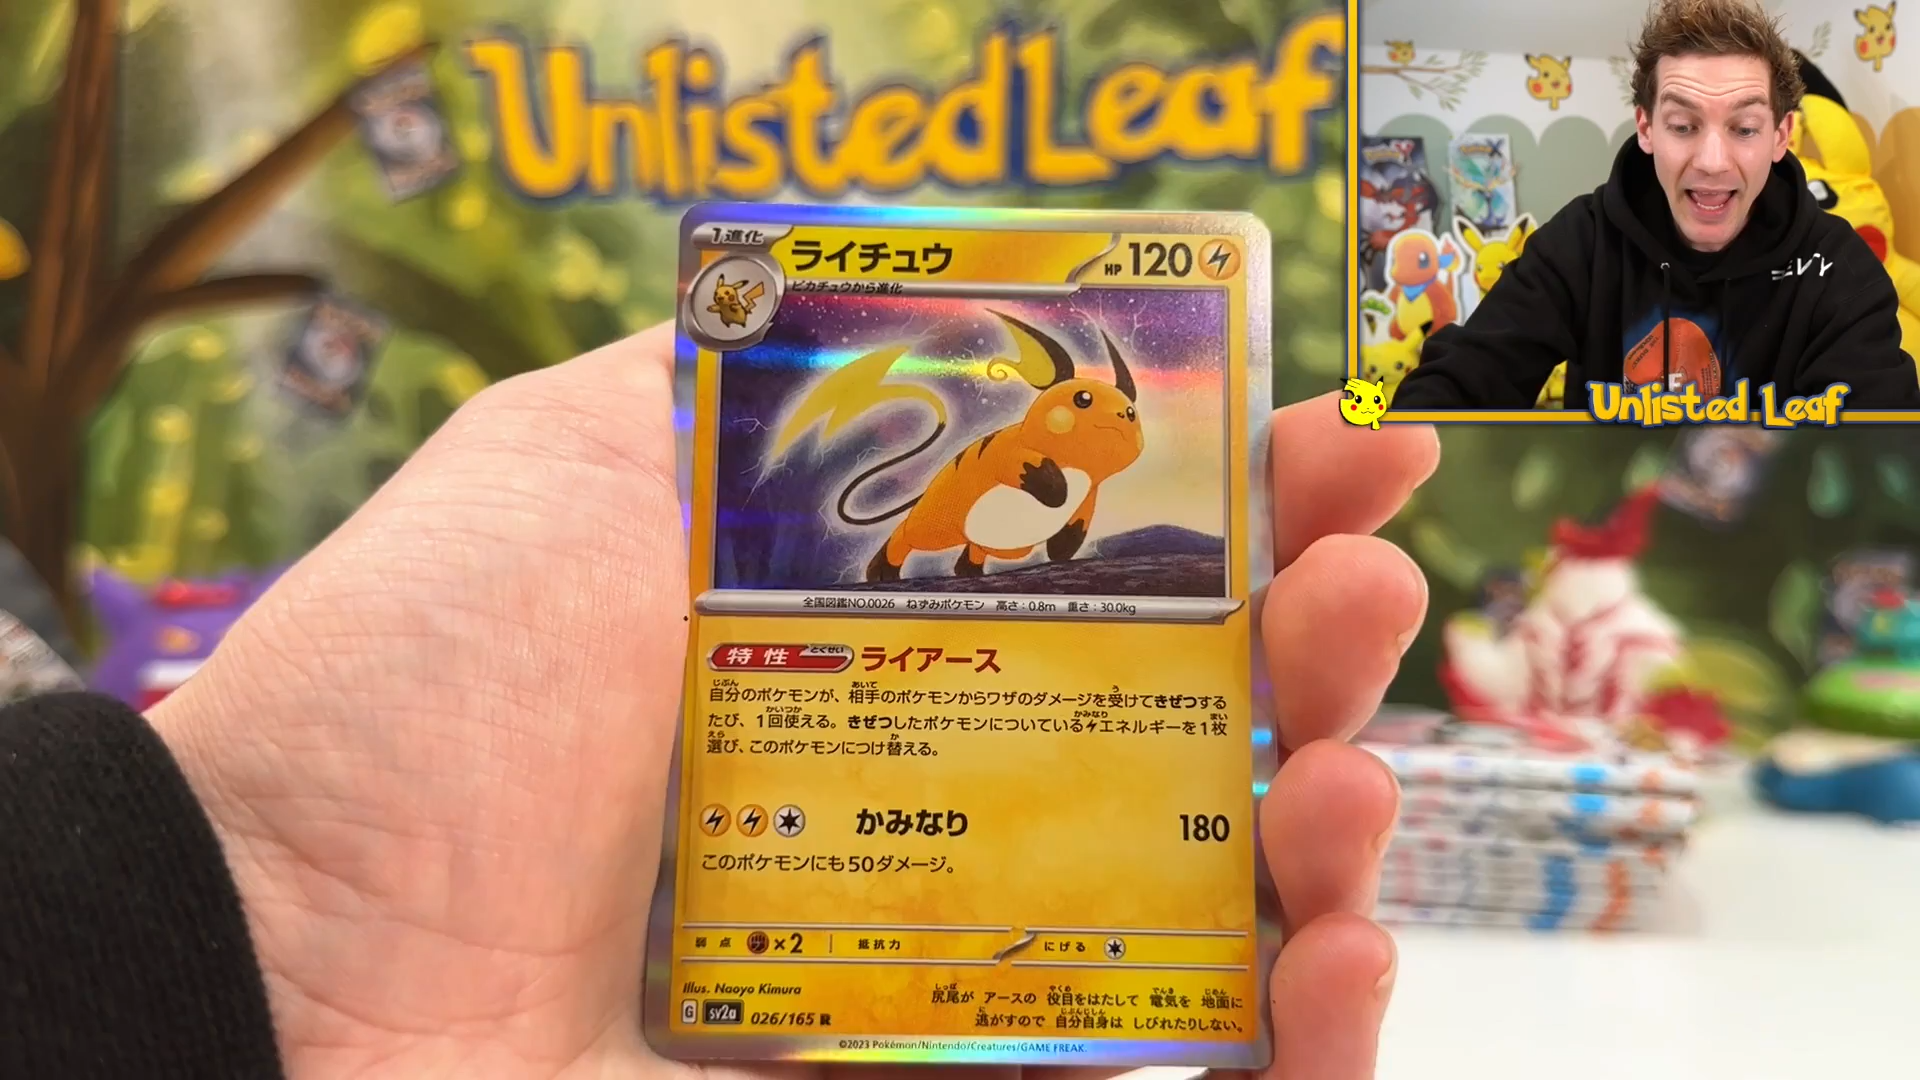 Unlisted Leaf
Unlisted Leaf
1進化
ライチュウ
HP 120
ピカチュウから進化
全国図鑑NO.0026 ねずみポケモン 高さ:0.8m 重さ:30.0kg
特性
とくせい
ライアース
自分のポケモンが、相手のポケモンからワザのダメージを受けてきぜつする
たび、1回使える。きぜつしたポケモンについているエネルギーを1枚
選び、このポケモンにつけ替える。
かみなり 180
このポケモンにも50ダメージ。
弱点 ×2 抵抗力 にげる
Illus. Naoyo Kimura
G sv2a 026/165 R
尻尾が アースの 役目をはたして 電気を 地面に
逃がすので 自分自身は しびれたりしない。
©2023 Pokémon/Nintendo/Creatures/GAME FREAK.